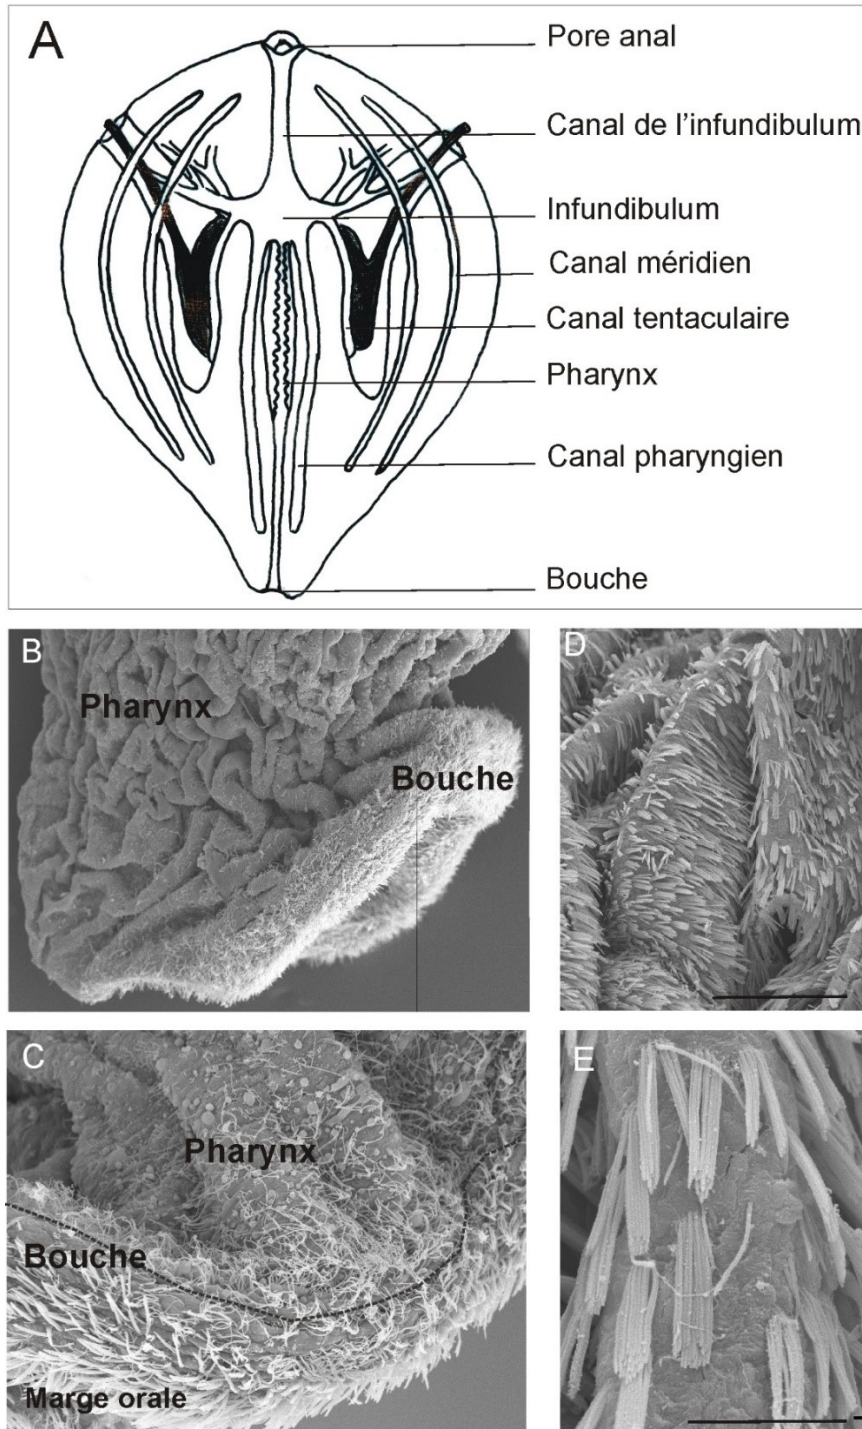 A
Pore anal
Canal de l'infundibulum
Infundibulum
Canal méridien
Canal tentaculaire
Pharynx
Canal pharyngien
Bouche
B
Pharynx
Bouche
D
C
Pharynx
Bouche
Marge orale
E